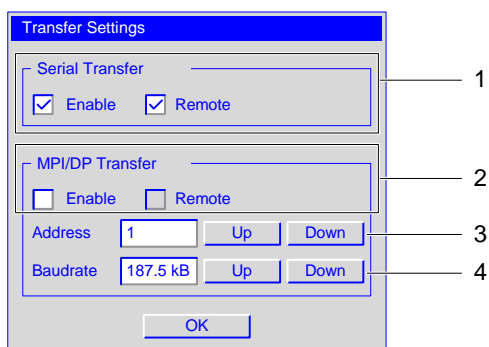 Transfer Settings
Serial Transfer
Enable Remote
1
MPI/DP Transfer
Enable Remote
2
Address 1 Up Down
3
Baudrate 187.5 kB Up Down
4
OK